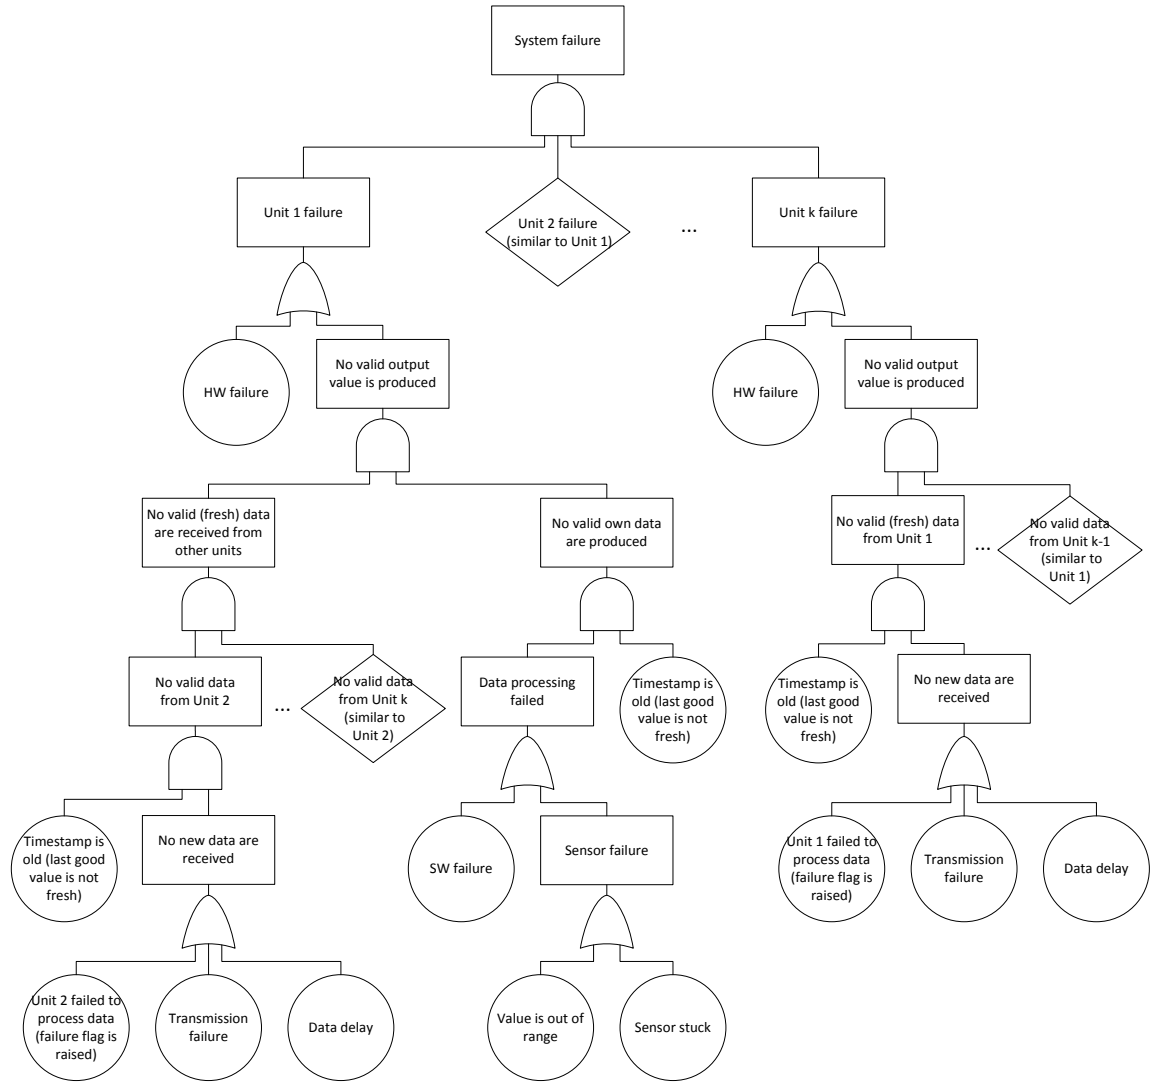 System failure
Unit 1 failure
Unit 2 failure
(similar to Unit 1)
...
Unit k failure
HW failure
No valid output
value is produced
HW failure
No valid output
value is produced
No valid (fresh) data
are received from
other units
No valid own data
are produced
No valid (fresh) data
from Unit 1
...
No valid data
from Unit k-1
(similar to
Unit 1)
No valid data
from Unit 2
...
No valid data
from Unit k
(similar to
Unit 2)
Data processing
failed
Timestamp is
old (last good
value is not
fresh)
Timestamp is
old (last good
value is not
fresh)
No new data are
received
Timestamp is
old (last good
value is not
fresh)
No new data are
received
SW failure
Sensor failure
Unit 1 failed to
process data
(failure flag is
raised)
Transmission
failure
Data delay
Unit 2 failed to
process data
(failure flag is
raised)
Transmission
failure
Data delay
Value is out of
range
Sensor stuck